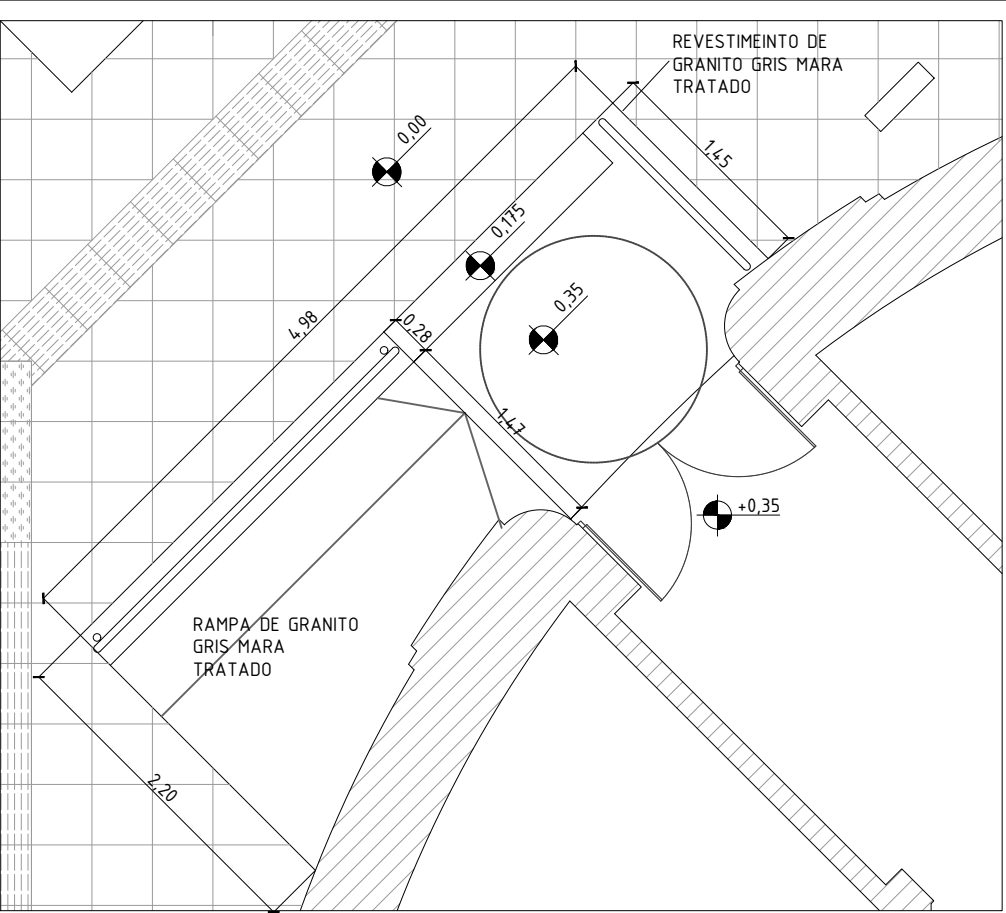 REVESTIMEINTO DE
GRANITO GRIS MARA
TRATADO
0,00
1,45
0,175
0,35
4,98
0,28
1,47
+0,35
RAMPA DE GRANITO
GRIS MARA
TRATADO
2,20